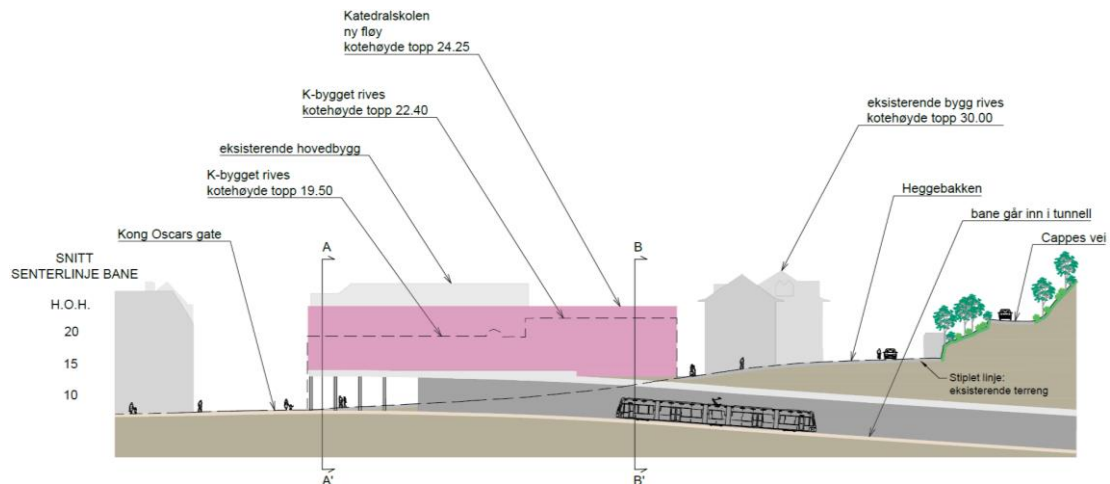 Katedralskolen
ny fløy
kotehøyde topp 24.25
K-bygget rives
kotehøyde topp 22.40
eksisterende bygg rives
kotehøyde topp 30.00
eksisterende hovedbygg
K-bygget rives
kotehøyde topp 19.50
Heggebakken
bane går inn i tunnell
Kong Oscars gate
Cappes vei
A
B
SNITT
SENTERLINJE BANE
H.O.H.
20
15
10
Stiplet linje:
eksisterende terreng
A'
B'